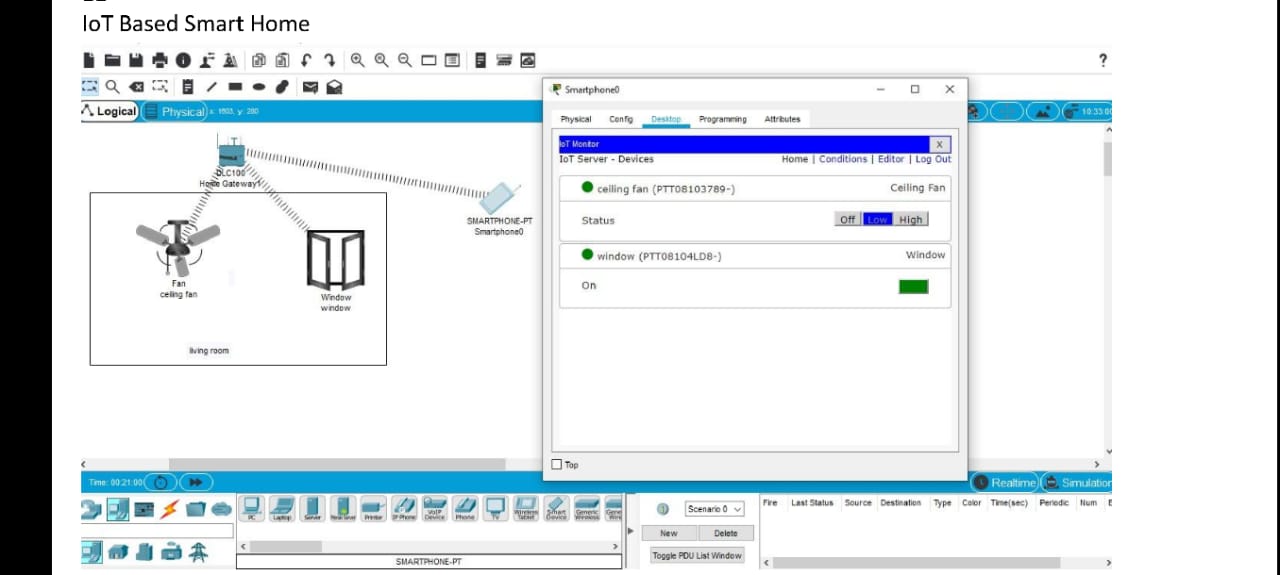 IoT Based Smart Home
?
Logical
Physical
x: 1603, y: 280
10:33:00
Smartphone0
Physical Config Desktop Programming Attributes
IoT Monitor
X
IoT Server - Devices
Home | Conditions | Editor | Log Out
ceiling fan (PTT08103789-)
Ceiling Fan
Status
Off Low High
window (PTT08104LD8-)
Window
On
Top
DLC100
Home Gateway1
SMARTPHONE-PT
Smartphone0
Fan
ceiling fan
Window
window
living room
Time: 00:21:00
Realtime
Simulation
PC Laptop Server Printer IP Phone VoIP Device Phone TV Wireless Tablet Smart Device Generic Wireless
SMARTPHONE-PT
Scenario 0
New Delete
Toggle PDU List Window
Fire Last Status Source Destination Type Color Time(sec) Periodic Num E